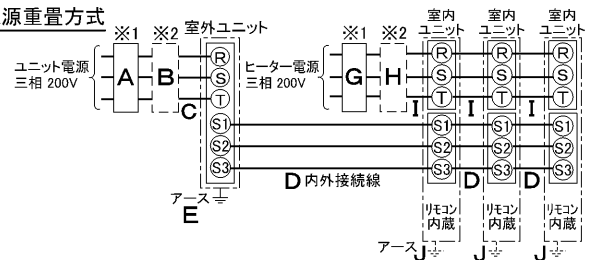 源重畳方式
※1 ※2 室外ユニット
ユニット電源
三相 200V
A B C
R
S
T
S1
S2
S3
アース
E
D 内外接続線
※1 ※2
ヒーター電源
三相 200V
G H
室内
ユニット
室内
ユニット
室内
ユニット
R R R
S S S
T T T
I I I
S1 S1 S1
S2 S2 S2
S3 S3 S3
D D
リモコン
内蔵
リモコン
内蔵
リモコン
内蔵
アース J J J